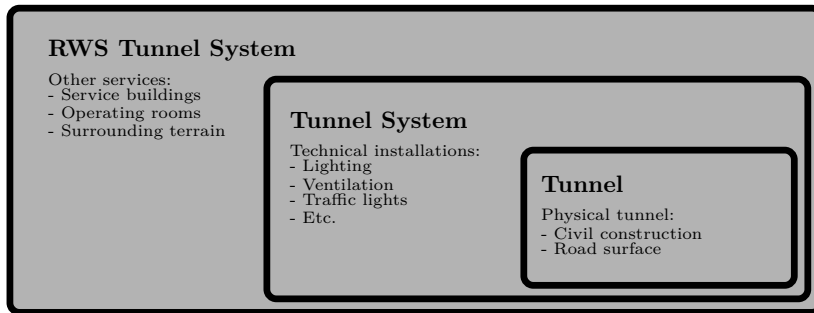 RWS Tunnel System
Other services:
- Service buildings
- Operating rooms
- Surrounding terrain
Tunnel System
Technical installations:
- Lighting
- Ventilation
- Traffic lights
- Etc.
Tunnel
Physical tunnel:
- Civil construction
- Road surface